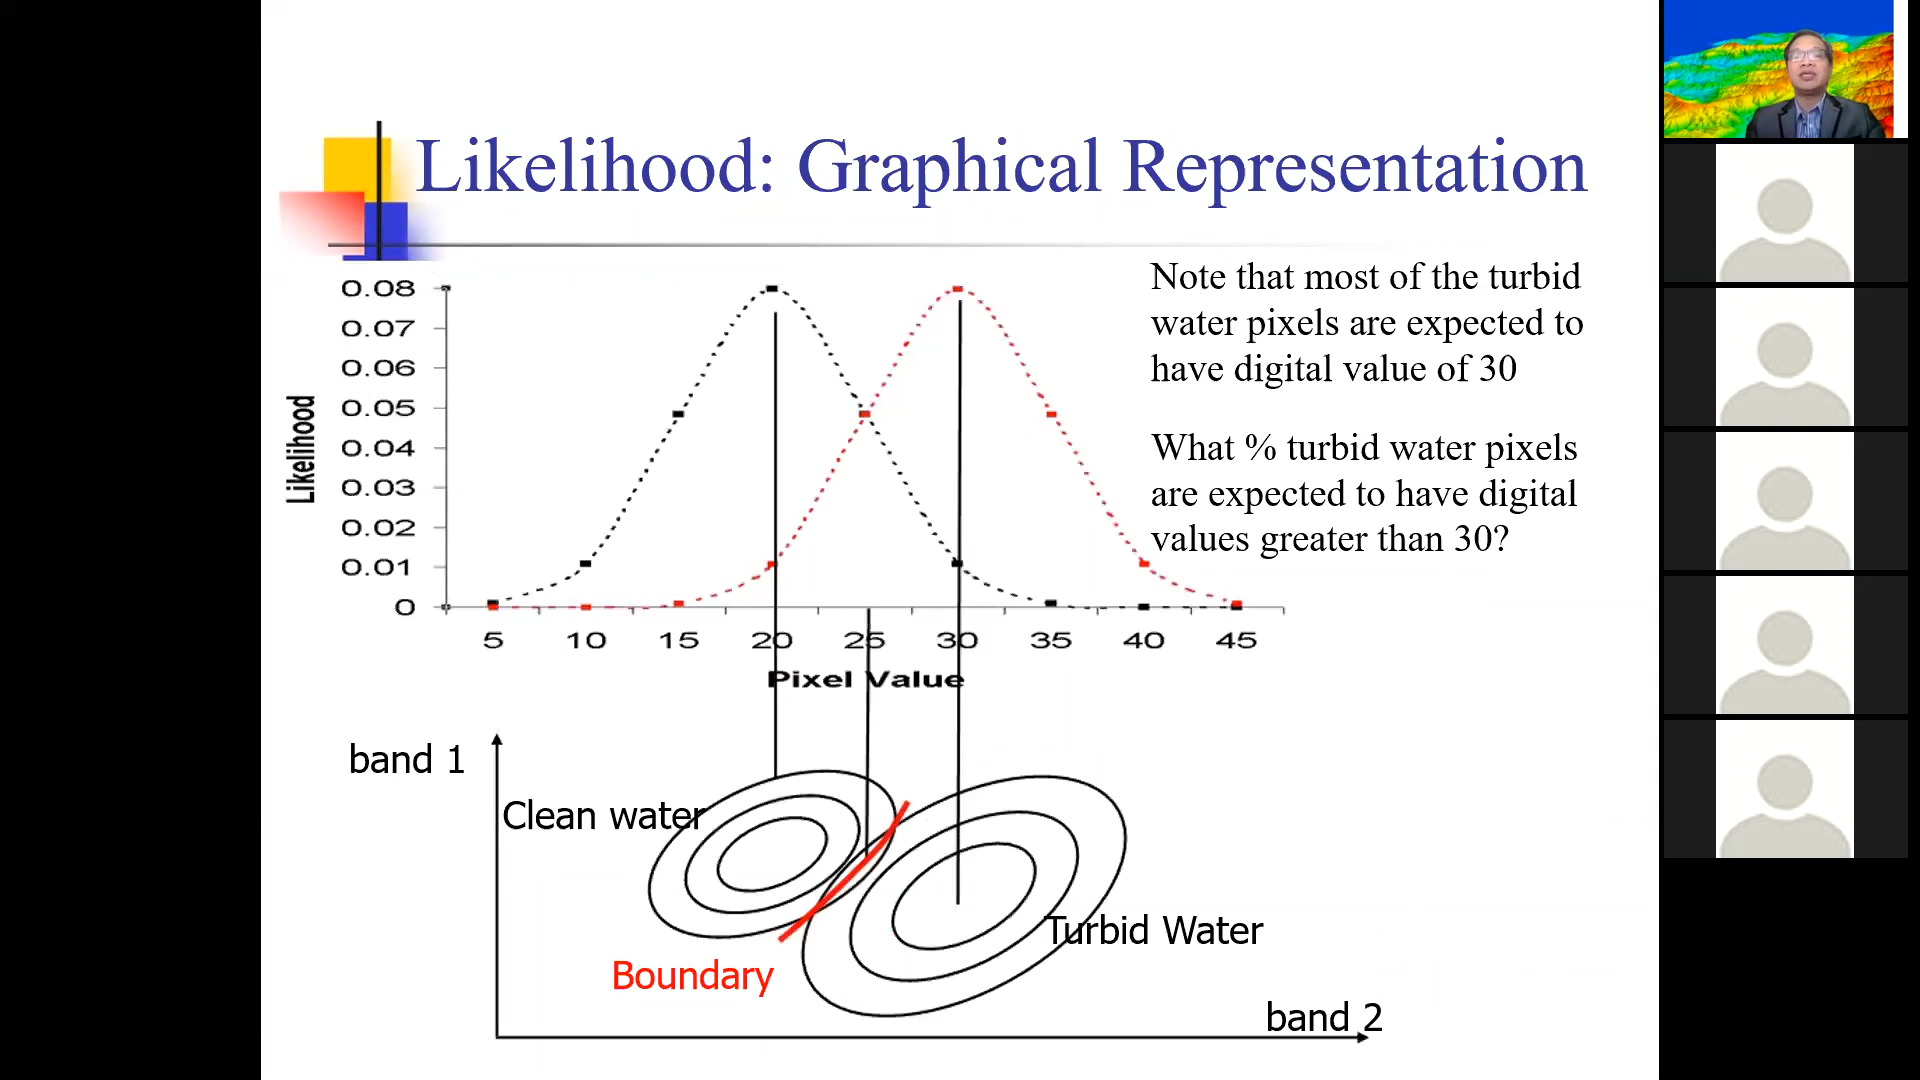 Likelihood: Graphical Representation
Note that most of the turbid
water pixels are expected to
have digital value of 30
What % turbid water pixels
are expected to have digital
values greater than 30?
Likelihood
0.08
0.07
0.06
0.05
0.04
0.03
0.02
0.01
0
5 10 15 20 25 30 35 40 45
Pixel Value
band 1
Clean water
Turbid Water
Boundary
band 2